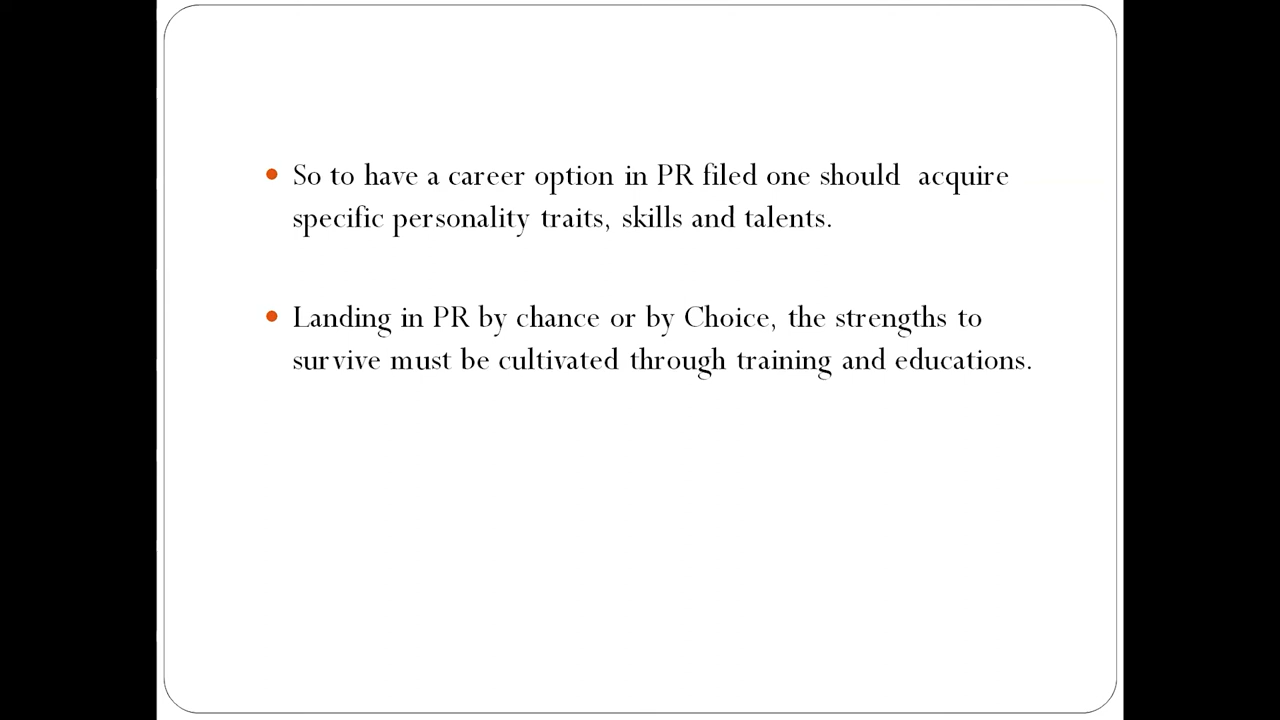 • So to have a career option in PR filed one should  acquire
specific personality traits, skills and talents.
• Landing in PR by chance or by Choice, the strengths to
survive must be cultivated through training and educations.